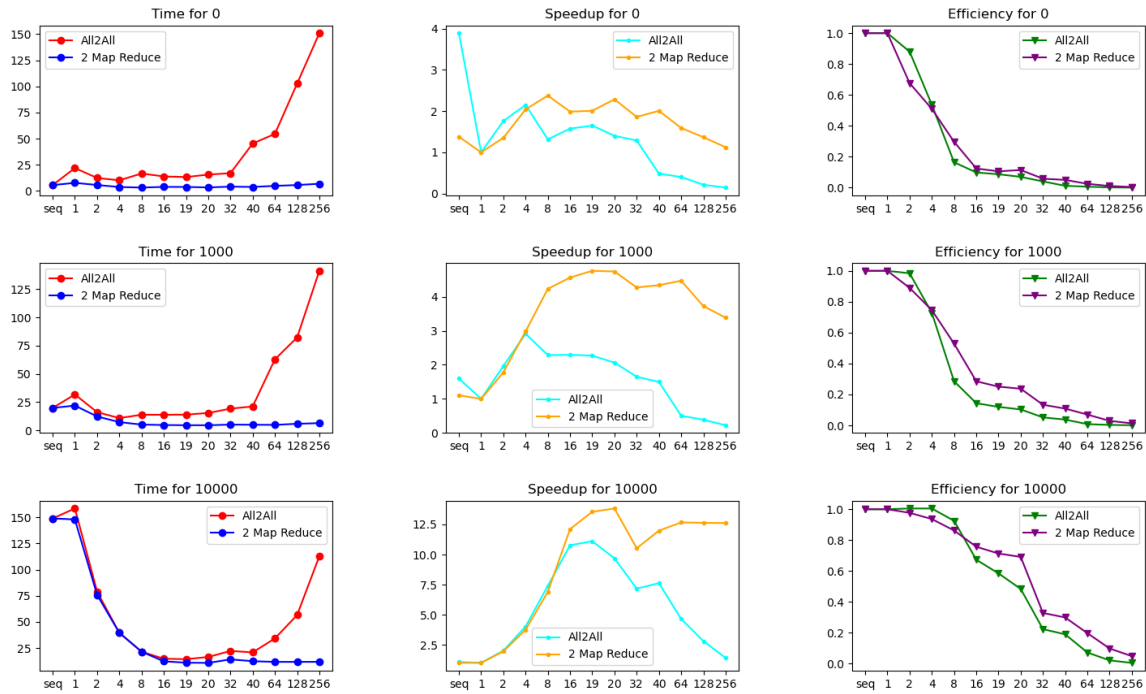 Time for 0
150
125
100
75
50
25
0
All2All
2 Map Reduce
seq 1 2 4 8 16 19 20 32 40 64 128 256
Speedup for 0
4
3
2
1
0
All2All
2 Map Reduce
seq 1 2 4 8 16 19 20 32 40 64 128 256
Efficiency for 0
1.0
0.8
0.6
0.4
0.2
0.0
All2All
2 Map Reduce
seq 1 2 4 8 16 19 20 32 40 64 128 256
Time for 1000
125
100
75
50
25
0
All2All
2 Map Reduce
seq 1 2 4 8 16 19 20 32 40 64 128 256
Speedup for 1000
4
3
2
1
0
All2All
2 Map Reduce
seq 1 2 4 8 16 19 20 32 40 64 128 256
Efficiency for 1000
1.0
0.8
0.6
0.4
0.2
0.0
All2All
2 Map Reduce
seq 1 2 4 8 16 19 20 32 40 64 128 256
Time for 10000
150
125
100
75
50
25
All2All
2 Map Reduce
seq 1 2 4 8 16 19 20 32 40 64 128 256
Speedup for 10000
12.5
10.0
7.5
5.0
2.5
All2All
2 Map Reduce
seq 1 2 4 8 16 19 20 32 40 64 128 256
Efficiency for 10000
1.0
0.8
0.6
0.4
0.2
0.0
All2All
2 Map Reduce
seq 1 2 4 8 16 19 20 32 40 64 128 256